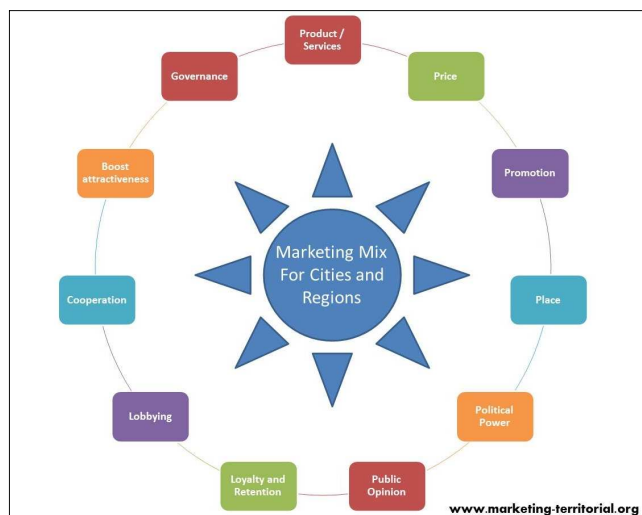 Product /
Services
Price
Promotion
Place
Political
Power
Public
Opinion
Loyalty and
Retention
Lobbying
Cooperation
Boost
attractiveness
Governance
Marketing Mix
For Cities and
Regions
www.marketing-territorial.org